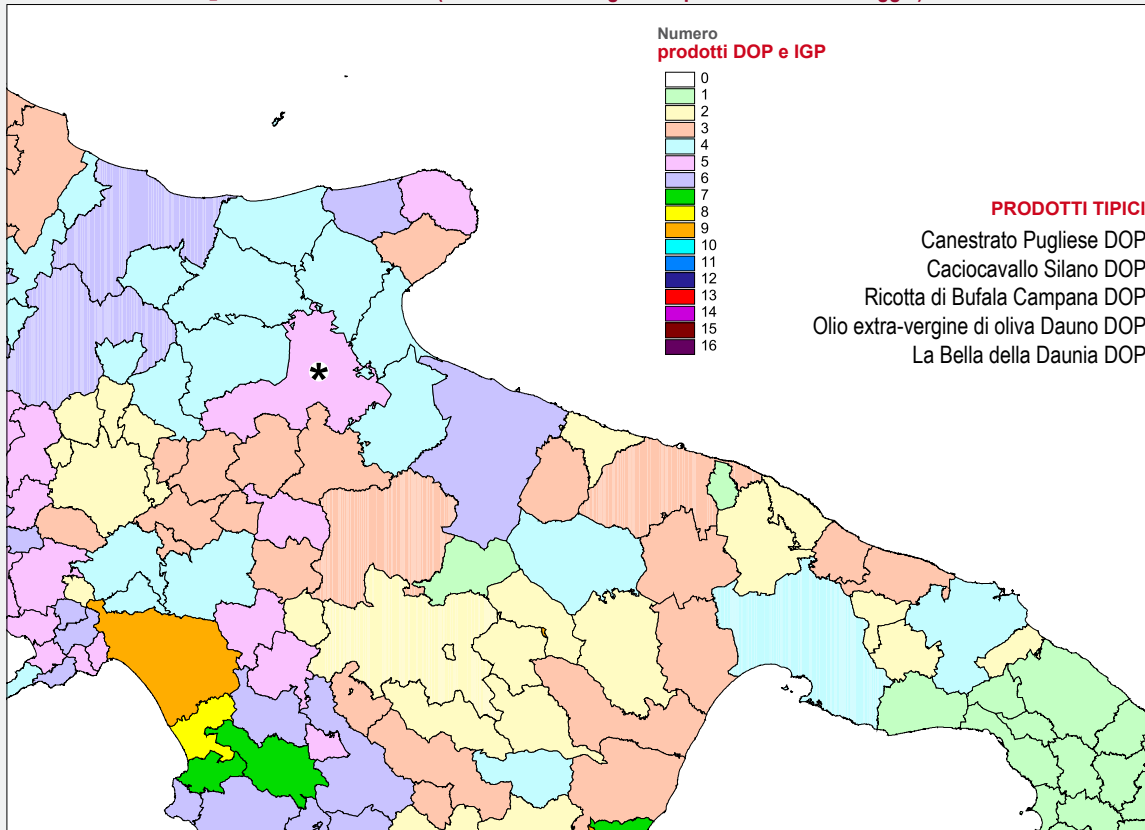 Numero
prodotti DOP e IGP
0
1
2
3
4
5
6
7
8
9
10
11
12
13
14
15
16
PRODOTTI TIPICI
Canestrato Pugliese DOP
Caciocavallo Silano DOP
Ricotta di Bufala Campana DOP
Olio extra-vergine di oliva Dauno DOP
La Bella della Daunia DOP
*